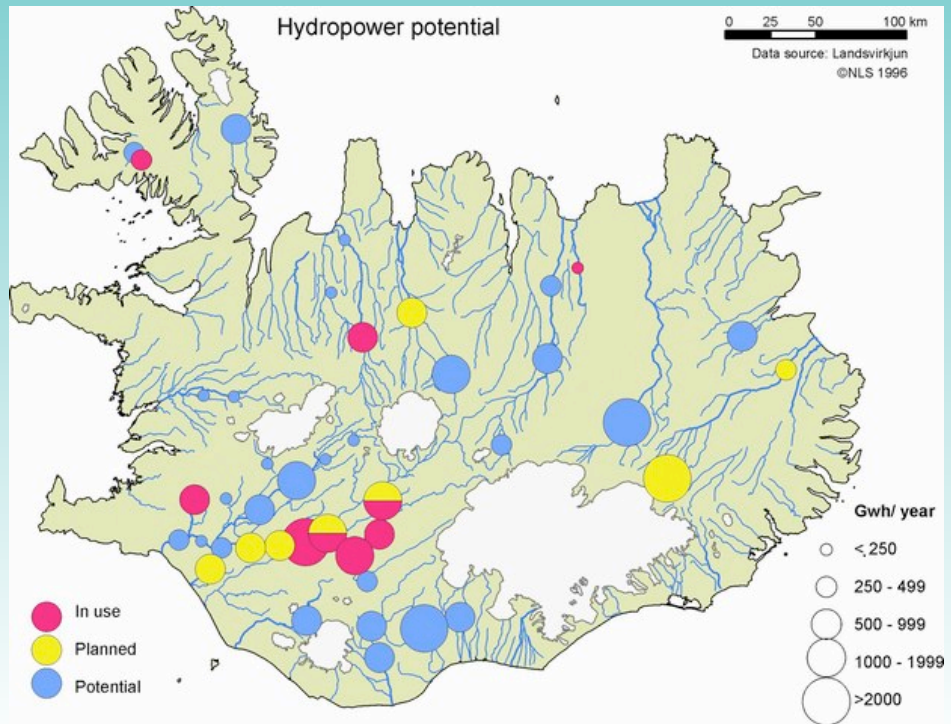 Hydropower potential
0 25 50 100 km
Data source: Landsvirkjun
©NLS 1996
Gwh/ year
<,250
250 - 499
500 - 999
1000 - 1999
>2000
In use
Planned
Potential